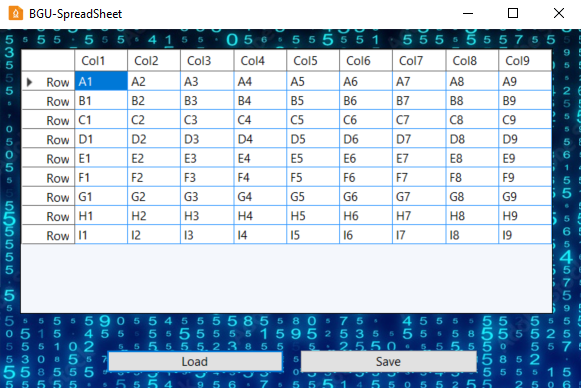 BGU-SpreadSheet
Col1 Col2 Col3 Col4 Col5 Col6 Col7 Col8 Col9
Row A1 A2 A3 A4 A5 A6 A7 A8 A9
Row B1 B2 B3 B4 B5 B6 B7 B8 B9
Row C1 C2 C3 C4 C5 C6 C7 C8 C9
Row D1 D2 D3 D4 D5 D6 D7 D8 D9
Row E1 E2 E3 E4 E5 E6 E7 E8 E9
Row F1 F2 F3 F4 F5 F6 F7 F8 F9
Row G1 G2 G3 G4 G5 G6 G7 G8 G9
Row H1 H2 H3 H4 H5 H6 H7 H8 H9
Row I1 I2 I3 I4 I5 I6 I7 I8 I9
Load Save